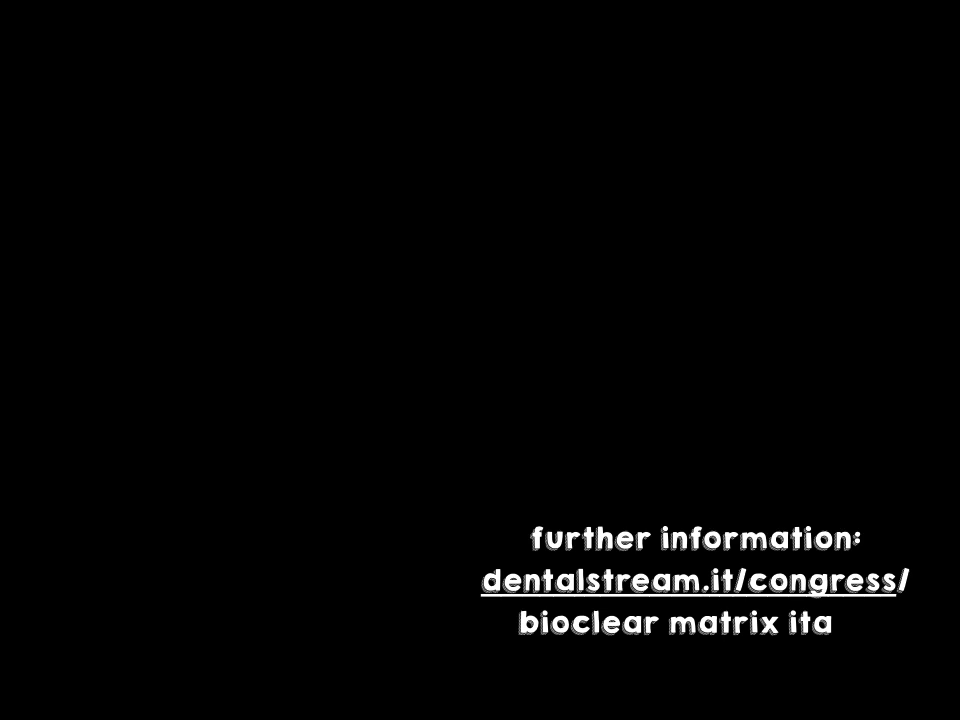 further information:
dentalstream.it/congress/
bioclear matrix ita